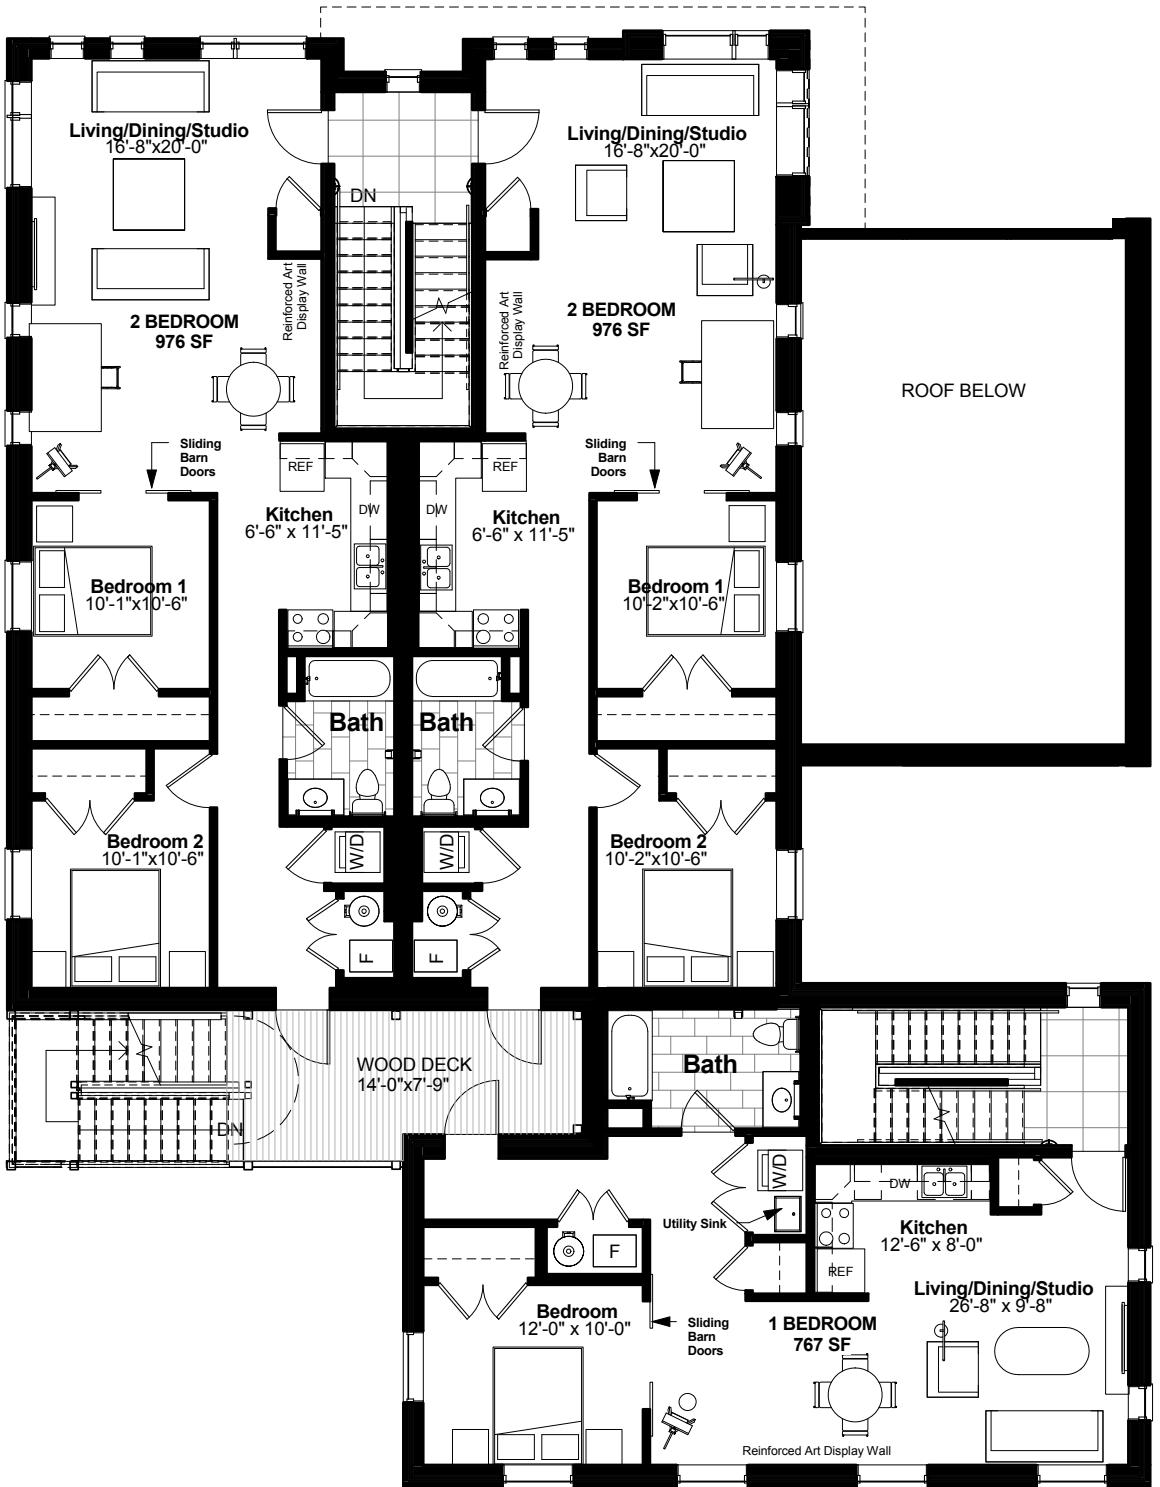 Living/Dining/Studio
16'-8"x20'-0"
DN
Living/Dining/Studio
16'-8"x20'-0"
Reinforced Art
Display Wall
Reinforced Art
Display Wall
2 BEDROOM
976 SF
2 BEDROOM
976 SF
ROOF BELOW
Sliding
Barn
Doors
Sliding
Barn
Doors
REF
REF
DW
DW
Kitchen
6'-6" x 11'-5"
Kitchen
6'-6" x 11'-5"
Bedroom 1
10'-1"x10'-6"
Bedroom 1
10'-2"x10'-6"
Bath
Bath
Bedroom 2
10'-1"x10'-6"
W/D
W/D
Bedroom 2
10'-2"x10'-6"
F
F
WOOD DECK
14'-0"x7'-9"
DN
Bath
W/D
Utility Sink
DW
Kitchen
12'-6" x 8'-0"
REF
F
Living/Dining/Studio
26'-8" x 9'-8"
Bedroom
12'-0" x 10'-0"
Sliding
Barn
Doors
1 BEDROOM
767 SF
Reinforced Art Display Wall